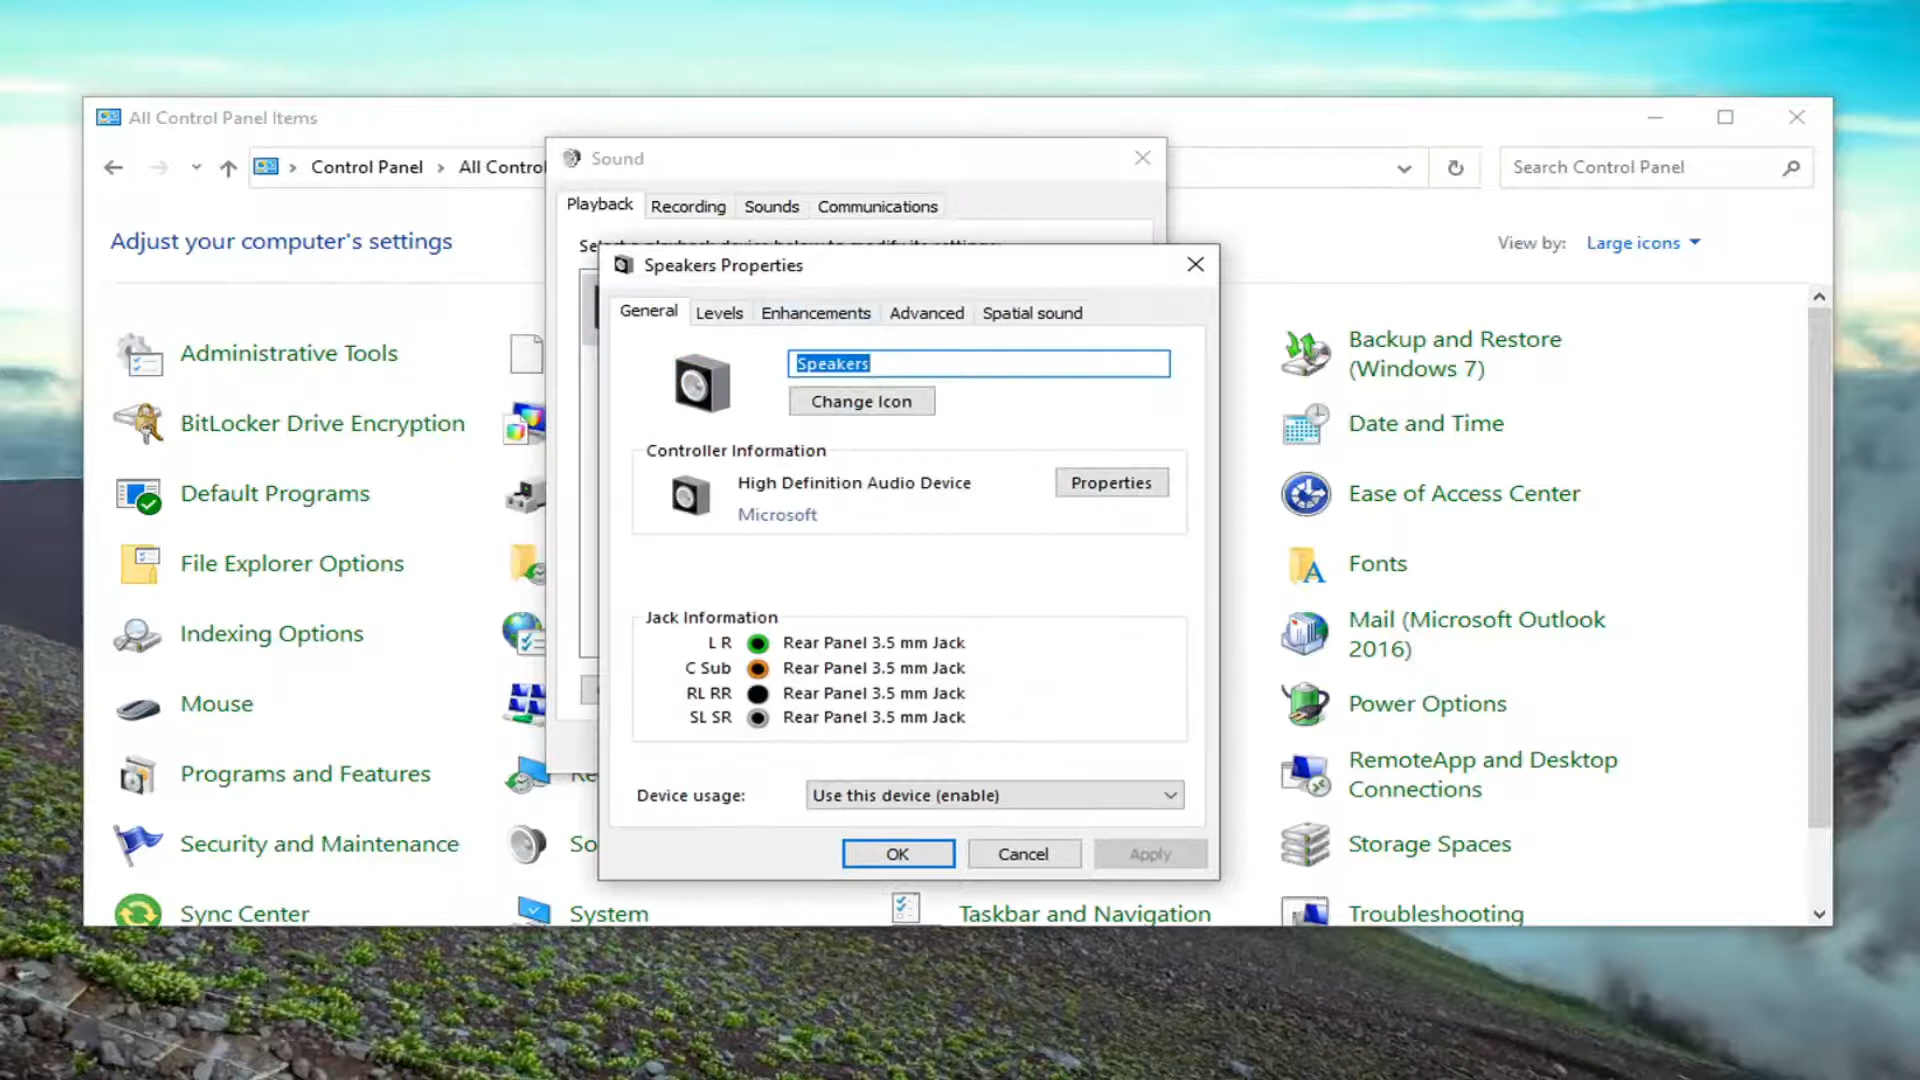 All Control Panel Items
Control Panel
All Contro
Search Control Panel
Adjust your computer's settings
View by:
Large icons
Sound
Playback
Recording
Sounds
Communications
Speakers Properties
General
Levels
Enhancements
Advanced
Spatial sound
Speakers
Change Icon
Controller Information
High Definition Audio Device
Microsoft
Properties
Jack Information
L R Rear Panel 3.5 mm Jack
C Sub Rear Panel 3.5 mm Jack
RL RR Rear Panel 3.5 mm Jack
SL SR Rear Panel 3.5 mm Jack
Device usage:
Use this device (enable)
OK
Cancel
Apply
Administrative Tools
BitLocker Drive Encryption
Default Programs
File Explorer Options
Indexing Options
Mouse
Programs and Features
Security and Maintenance
Sync Center
So
System
Taskbar and Navigation
Backup and Restore
(Windows 7)
Date and Time
Ease of Access Center
Fonts
Mail (Microsoft Outlook
2016)
Power Options
RemoteApp and Desktop
Connections
Storage Spaces
Troubleshooting